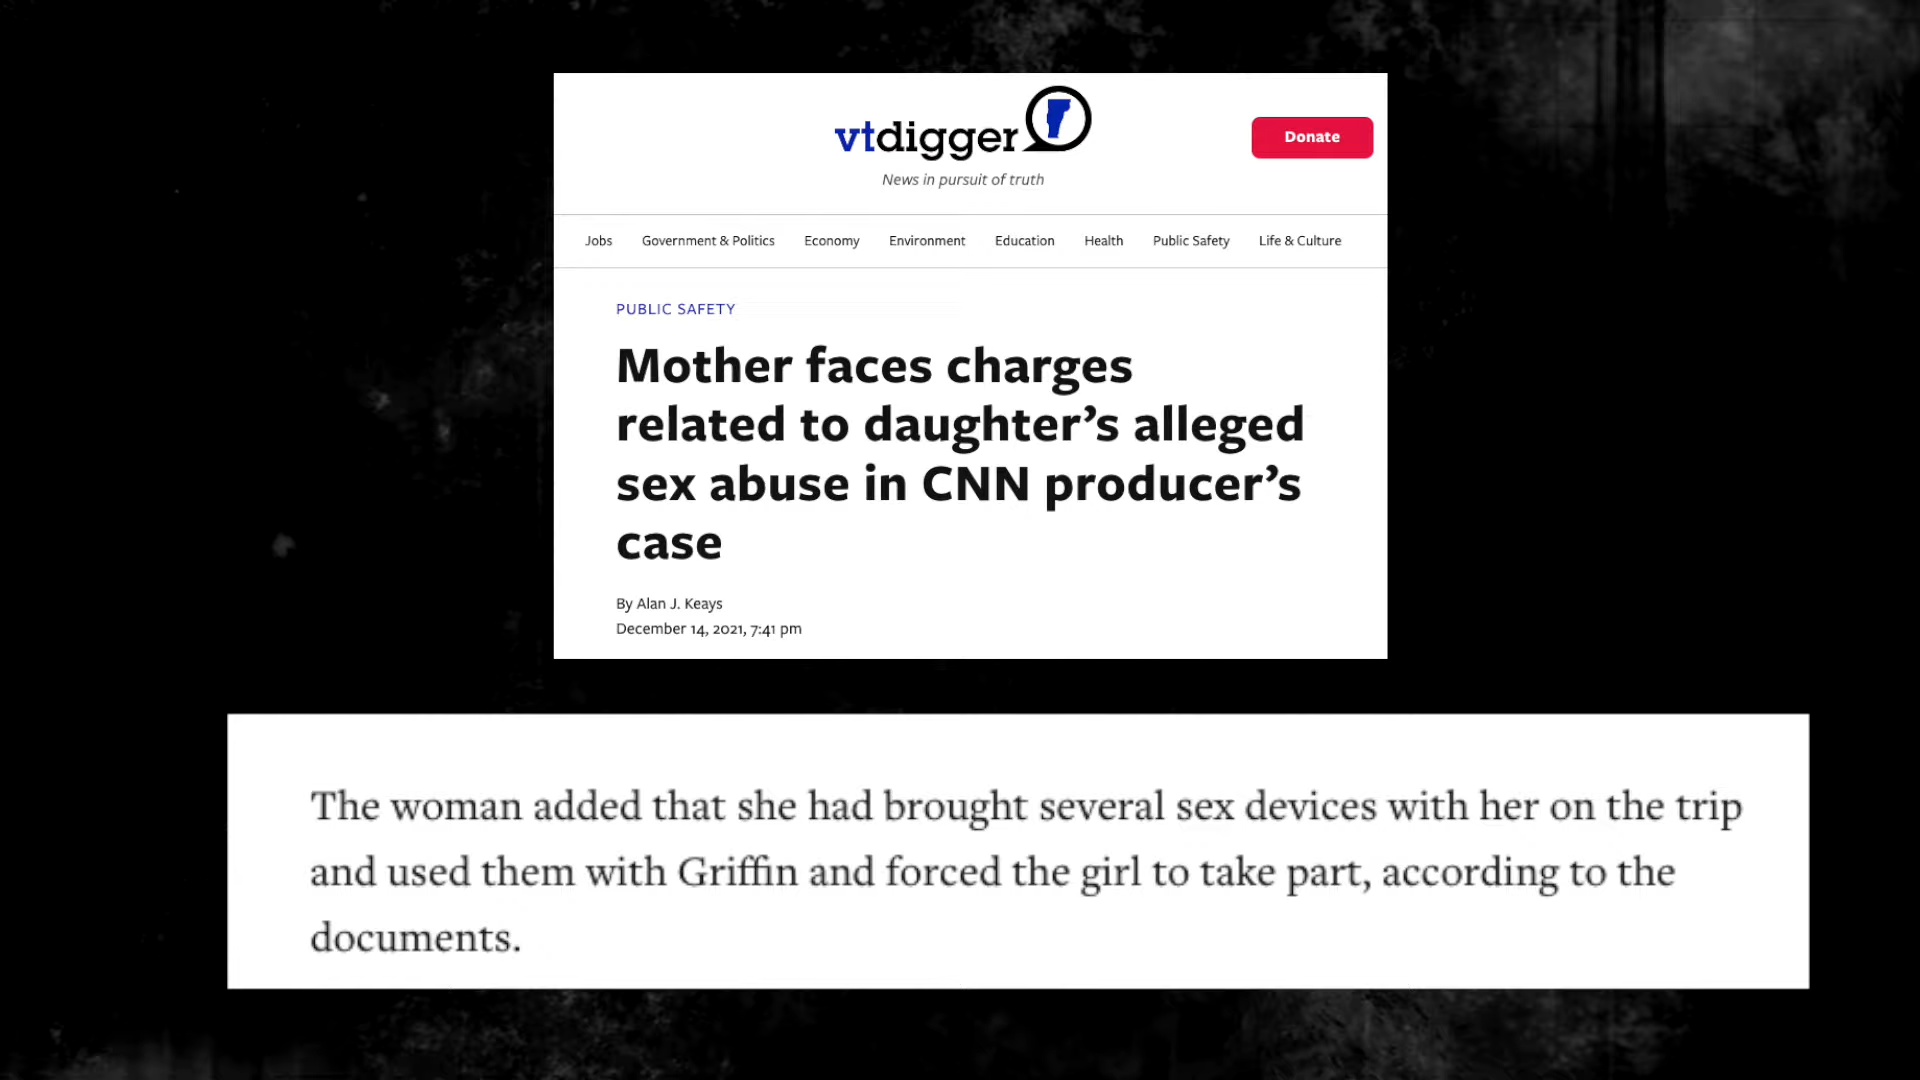 vtdigger
News in pursuit of truth
Donate
Jobs Government & Politics Economy Environment Education Health Public Safety Life & Culture
PUBLIC SAFETY
Mother faces charges
related to daughter’s alleged
sex abuse in CNN producer’s
case
By Alan J. Keays
December 14, 2021, 7:41 pm
The woman added that she had brought several sex devices with her on the trip
and used them with Griffin and forced the girl to take part, according to the
documents.